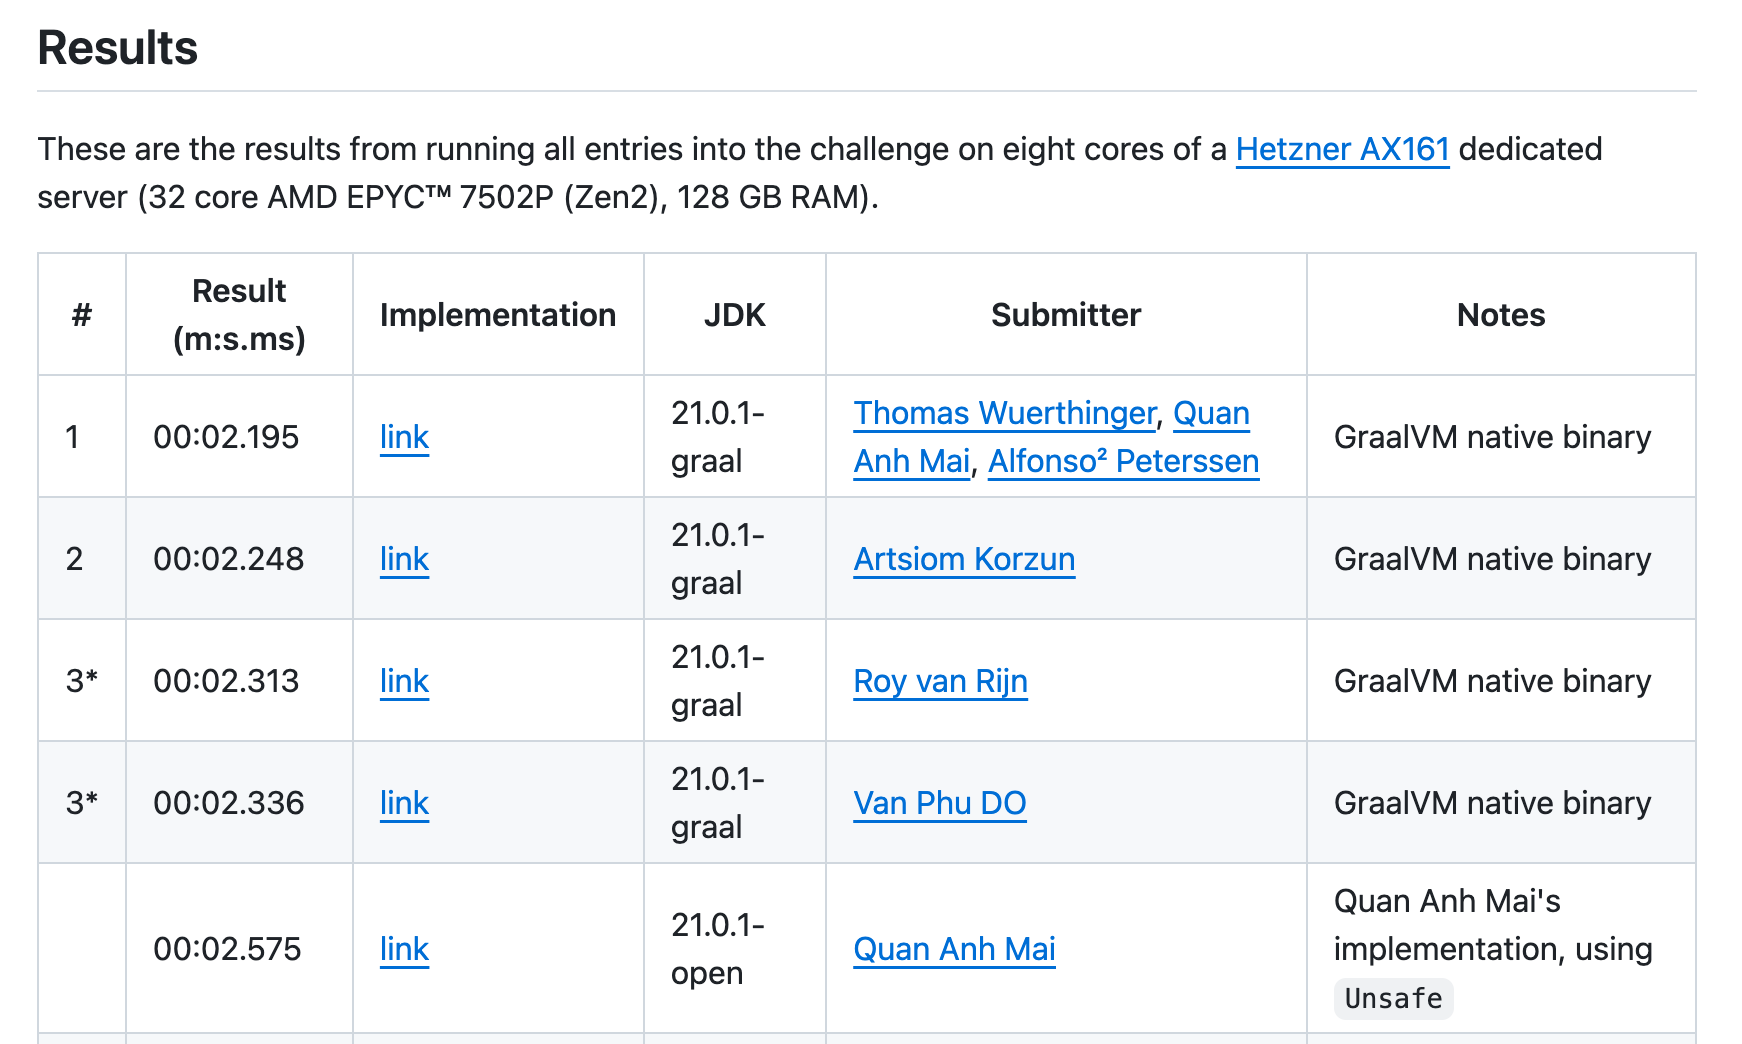 Results
These are the results from running all entries into the challenge on eight cores of a Hetzner AX161 dedicated
server (32 core AMD EPYC™ 7502P (Zen2), 128 GB RAM).
# Result (m:s.ms) Implementation JDK Submitter Notes
1 00:02.195 link 21.0.1-graal Thomas Wuerthinger, Quan Anh Mai, Alfonso² Peterssen GraalVM native binary
2 00:02.248 link 21.0.1-graal Artsiom Korzun GraalVM native binary
3* 00:02.313 link 21.0.1-graal Roy van Rijn GraalVM native binary
3* 00:02.336 link 21.0.1-graal Van Phu DO GraalVM native binary
00:02.575 link 21.0.1-open Quan Anh Mai Quan Anh Mai's implementation, using Unsafe